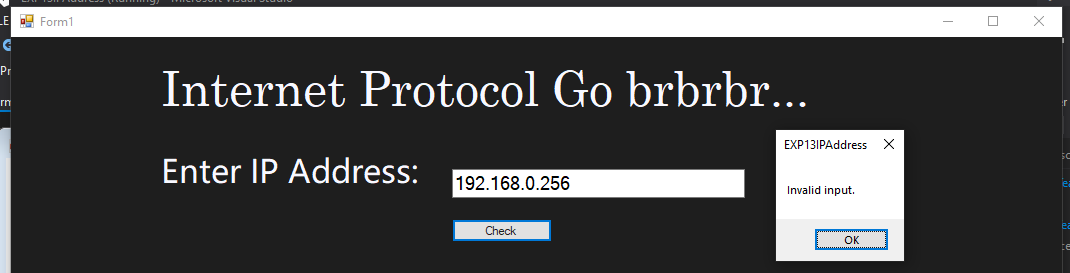 Form1
Internet Protocol Go brbrbr...
EXP13IPAddress
Enter IP Address:
192.168.0.256
Invalid input.
Check
OK